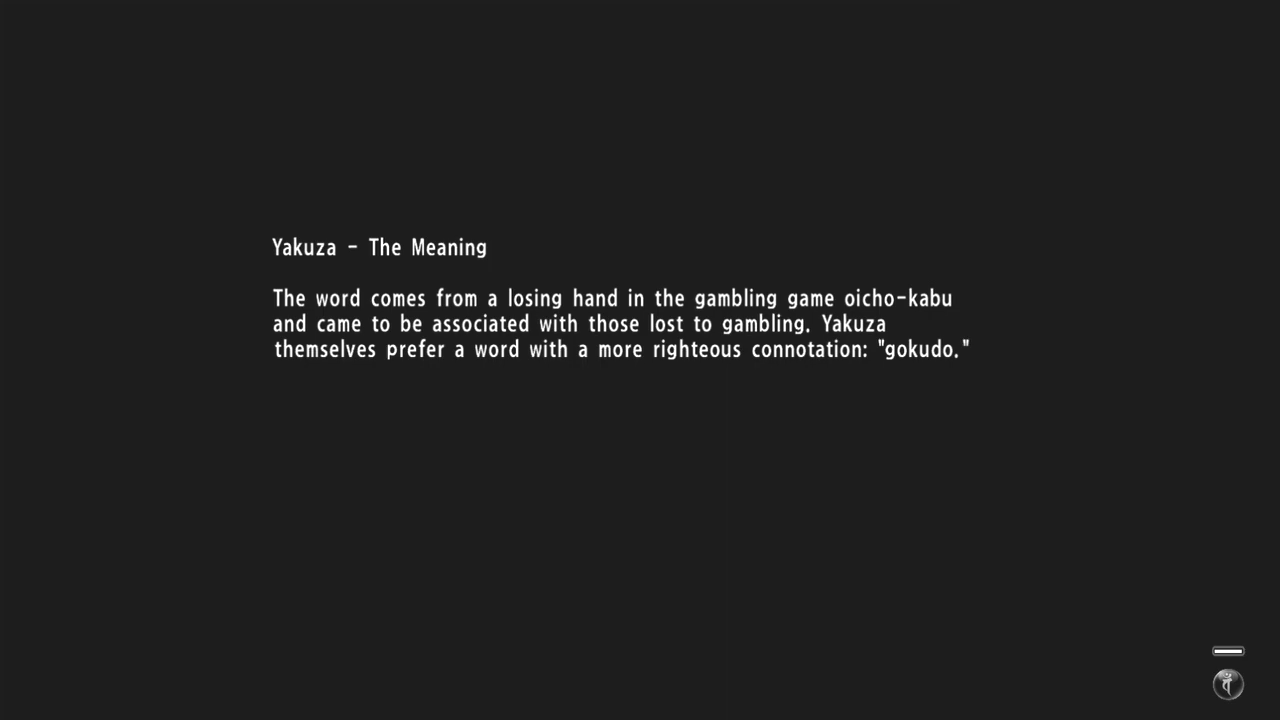 Yakuza - The Meaning
The word comes from a losing hand in the gambling game oicho-kabu
and came to be associated with those lost to gambling. Yakuza
themselves prefer a word with a more righteous connotation: "gokudo."